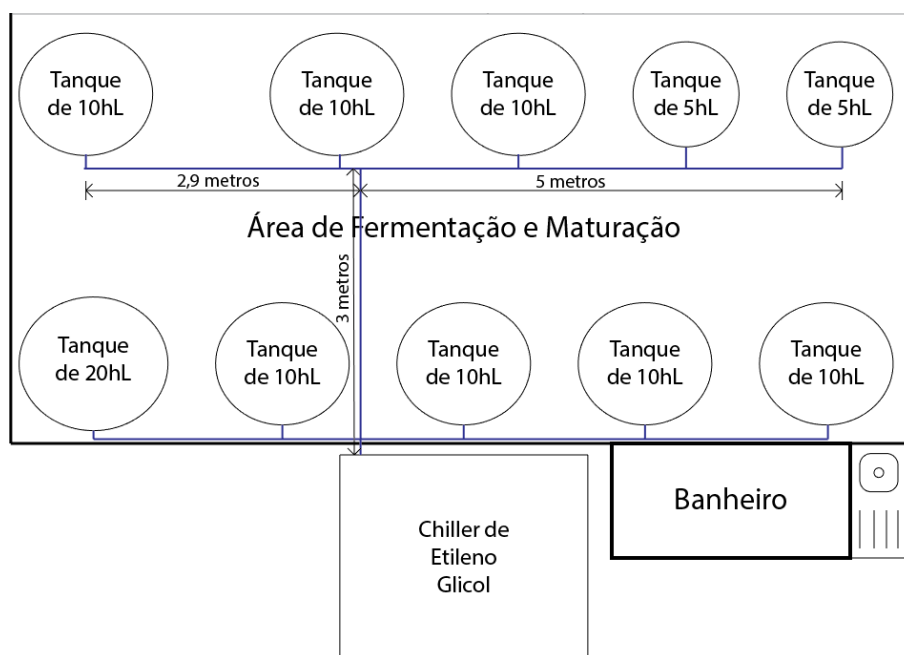 Tanque
de 10hL
Tanque
de 10hL
Tanque
de 10hL
Tanque
de 5hL
Tanque
de 5hL
2,9 metros
5 metros
Área de Fermentação e Maturação
3 metros
Tanque
de 20hL
Tanque
de 10hL
Tanque
de 10hL
Tanque
de 10hL
Tanque
de 10hL
Chiller de
Etileno
Glicol
Banheiro